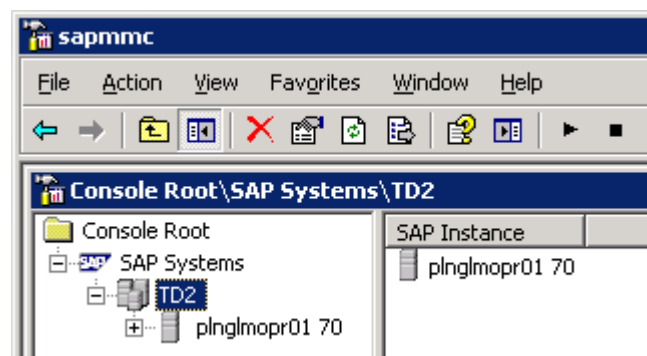 sapmmc
File Action View Favorites Window Help
Console Root\SAP Systems\TD2
Console Root
SAP Instance
SAP SAP Systems
plnglmopr01 70
TD2
plnglmopr01 70